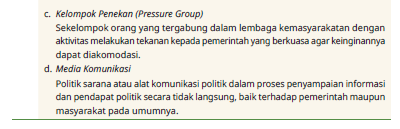 c. Kelompok Penekan (Pressure Group)
Sekelompok orang yang tergabung dalam lembaga kemasyarakatan dengan
aktivitas melakukan tekanan kepada pemerintah yang berkuasa agar keinginannya
dapat diakomodasi.
d. Media Komunikasi
Politik sarana atau alat komunikasi politik dalam proses penyampaian informasi
dan pendapat politik secara tidak langsung, baik terhadap pemerintah maupun
masyarakat pada umumnya.